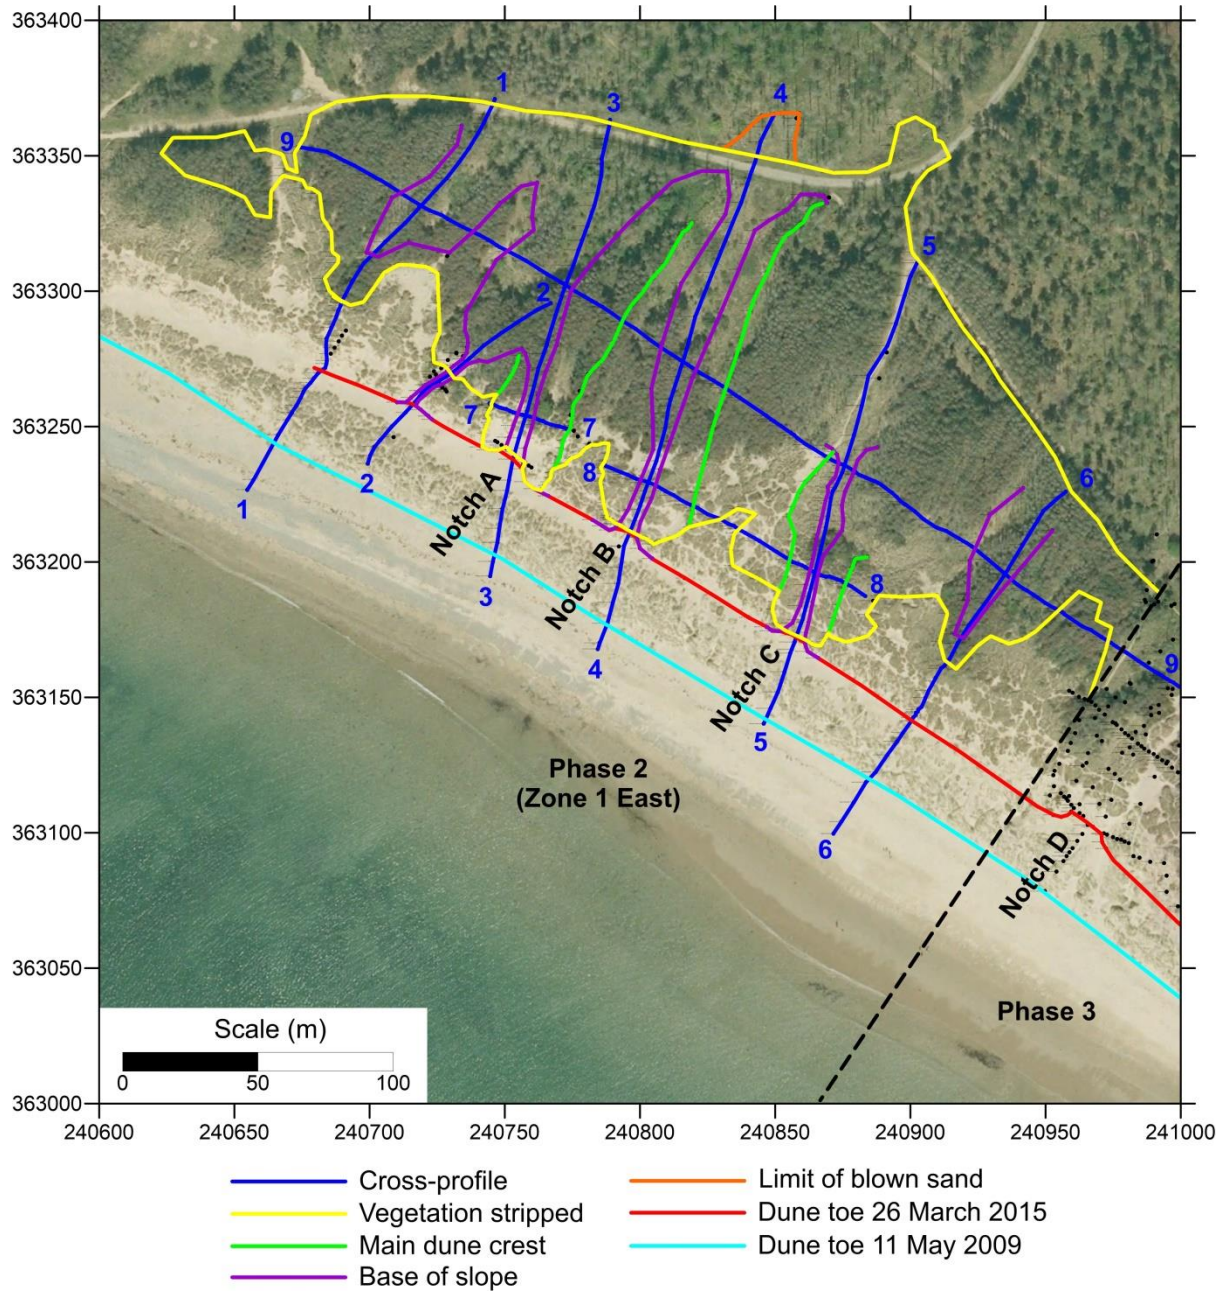 363400
363350
363300
363250
363200
363150
363100
363050
363000
240600
240650
240700
240750
240800
240850
240900
240950
241000
1
3
4
9
5
2
7
7
8
6
8
9
1
2
3
4
5
6
Notch A
Notch B
Notch C
Notch D
Phase 2
(Zone 1 East)
Phase 3
Scale (m)
0 50 100
Cross-profile
Vegetation stripped
Main dune crest
Base of slope
Limit of blown sand
Dune toe 26 March 2015
Dune toe 11 May 2009